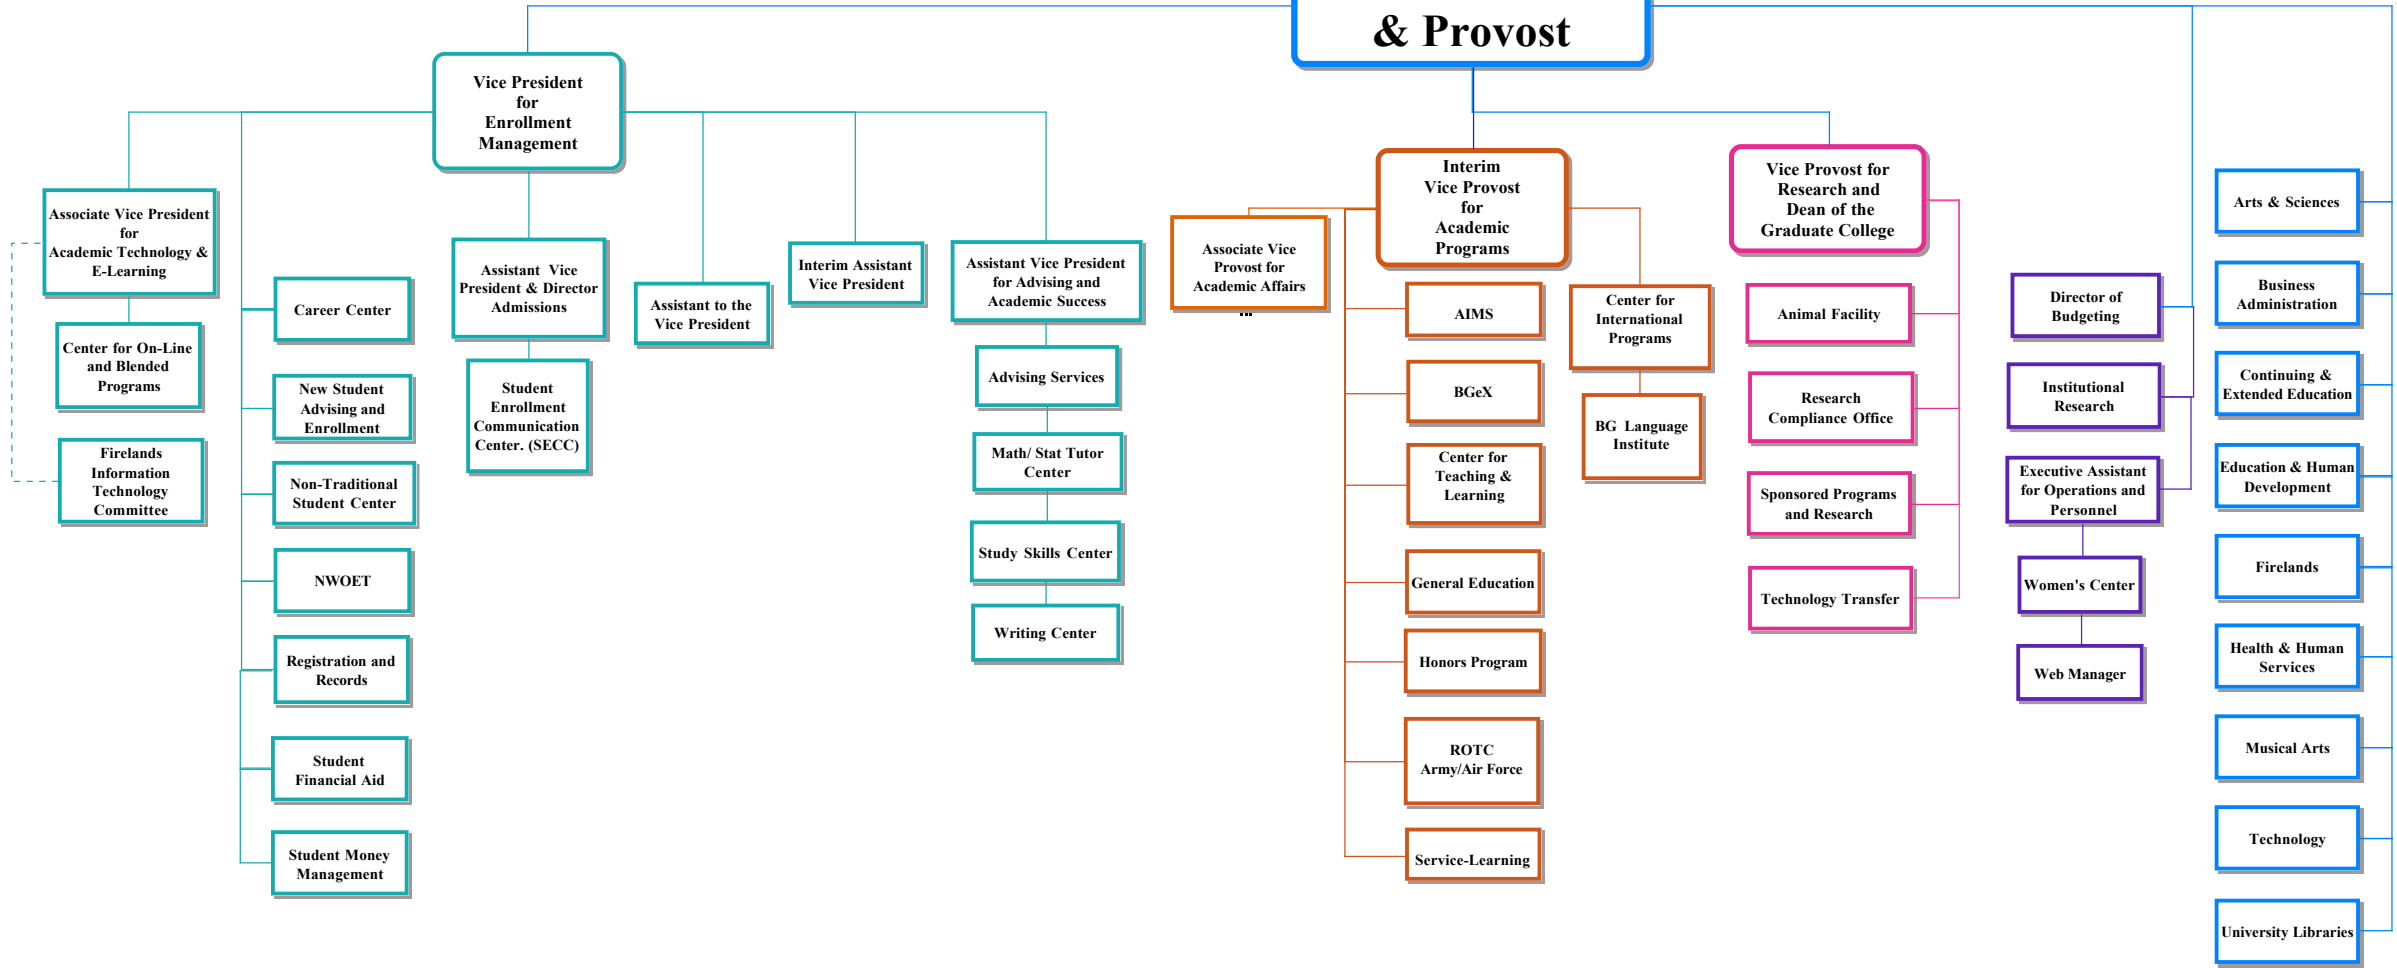 & Provost
Vice President
for
Enrollment
Management
Associate Vice President
for
Academic Technology &
E-Learning
Center for On-Line
and Blended
Programs
Firelands
Information
Technology
Committee
Career Center
New Student
Advising and
Enrollment
Non-Traditional
Student Center
NWOET
Registration and
Records
Student
Financial Aid
Student Money
Management
Assistant Vice
President & Director
Admissions
Student
Enrollment
Communication
Center. (SECC)
Assistant to the
Vice President
Interim Assistant
Vice President
Assistant Vice President
for Advising and
Academic Success
Advising Services
Math/ Stat Tutor
Center
Study Skills Center
Writing Center
Interim
Vice Provost
for
Academic
Programs
Associate Vice
Provost for
Academic Affairs
...
AIMS
BGeX
Center for
Teaching &
Learning
General Education
Honors Program
ROTC
Army/Air Force
Service-Learning
Center for
International
Programs
BG Language
Institute
Vice Provost for
Research and
Dean of the
Graduate College
Animal Facility
Research
Compliance Office
Sponsored Programs
and Research
Technology Transfer
Director of
Budgeting
Institutional
Research
Executive Assistant
for Operations and
Personnel
Women's Center
Web Manager
Arts & Sciences
Business
Administration
Continuing &
Extended Education
Education & Human
Development
Firelands
Health & Human
Services
Musical Arts
Technology
University Libraries